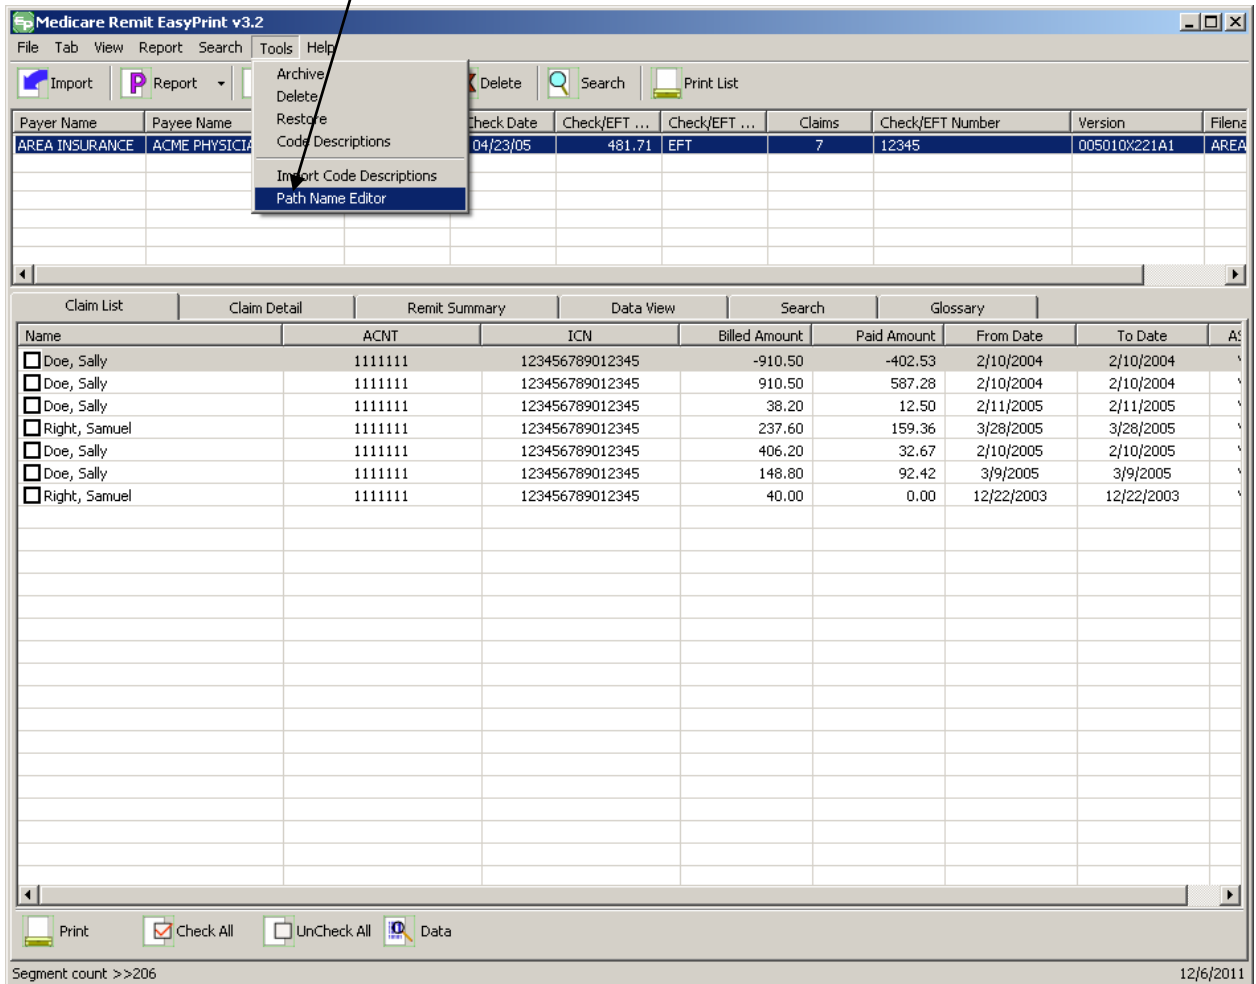 Medicare Remit EasyPrint v3.2
File Tab View Report Search Tools Help
Import Report Delete Search Print List
Archive
Delete
Restore
Code Descriptions
Import Code Descriptions
Path Name Editor
Payer Name Payee Name Check Date Check/EFT ... Check/EFT ... Claims Check/EFT Number Version
AREA INSURANCE ACME 04/23/05 481.71 EFT 7 12345 005010X221A1 AREA
Claim List Claim Detail Remit Summary Data View Search Glossary
Name ACNT ICN Billed Amount Paid Amount From Date To Date
Doe, Sally 1111111 123456789012345 -910.50 -402.53 2/10/2004 2/10/2004
Doe, Sally 1111111 123456789012345 910.50 587.28 2/10/2004 2/10/2004
Doe, Sally 1111111 123456789012345 38.20 12.50 2/11/2005 2/11/2005
Right, Samuel 1111111 123456789012345 237.60 159.36 3/28/2005 3/28/2005
Doe, Sally 1111111 123456789012345 406.20 32.67 2/10/2005 2/10/2005
Doe, Sally 1111111 123456789012345 148.80 92.42 3/9/2005 3/9/2005
Right, Samuel 1111111 123456789012345 40.00 0.00 12/22/2003 12/22/2003
Print Check All UnCheck All Data
Segment count >>206 12/6/2011